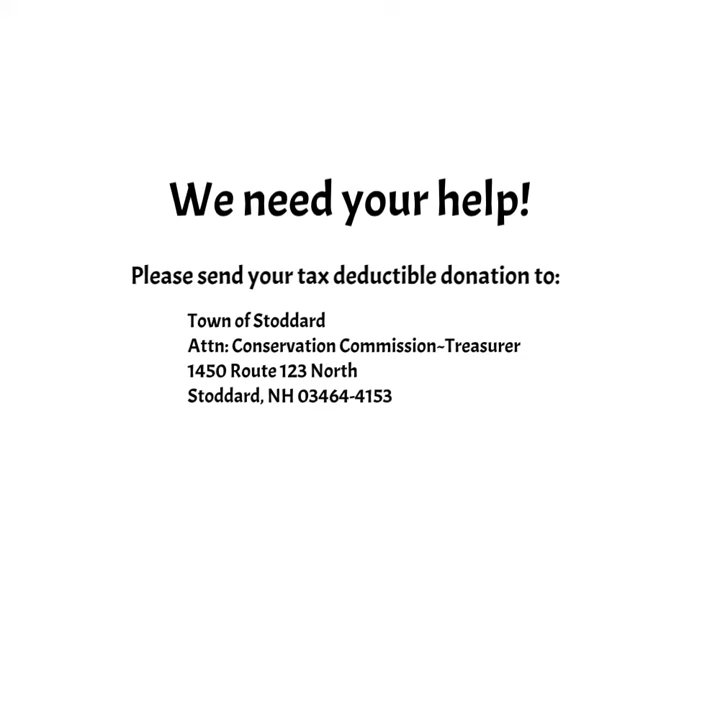 We need your help!
Please send your tax deductible donation to:
Town of Stoddard
Attn: Conservation Commission~Treasurer
1450 Route 123 North
Stoddard, NH 03464-4153